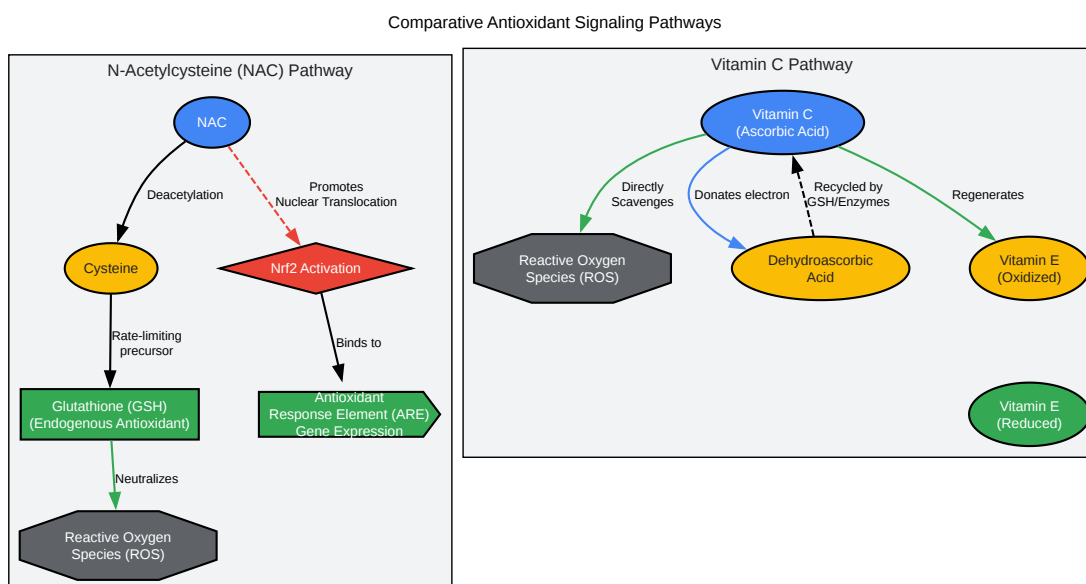 Comparative Antioxidant Signaling Pathways
N-Acetylcysteine (NAC) Pathway
NAC
Deacetylation
Promotes
Nuclear Translocation
Cysteine
Nrf2 Activation
Rate-limiting
precursor
Binds to
Glutathione (GSH)
(Endogenous Antioxidant)
Antioxidant
Response Element (ARE)
Gene Expression
Neutralizes
Reactive Oxygen
Species (ROS)
Vitamin C Pathway
Vitamin C
(Ascorbic Acid)
Directly
Scavenges
Donates electron
Recycled by
GSH/Enzymes
Regenerates
Reactive Oxygen
Species (ROS)
Dehydroascorbic
Acid
Vitamin E
(Oxidized)
Vitamin E
(Reduced)